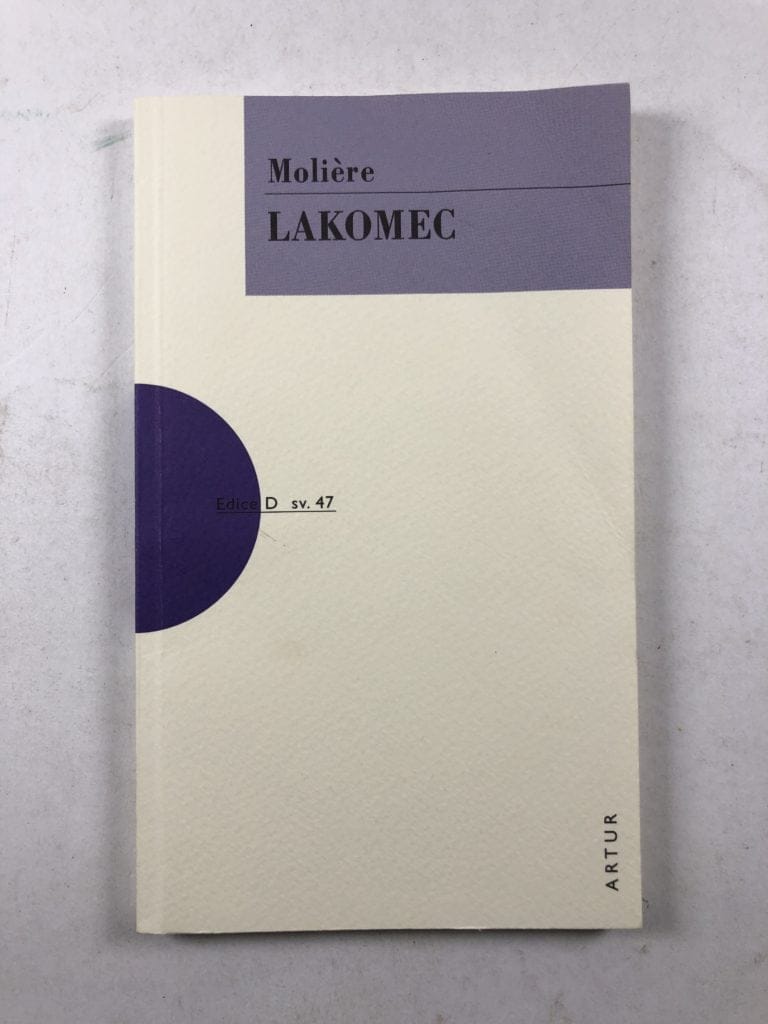 Molière
LAKOMEC
Edice D sv. 47
ARTUR